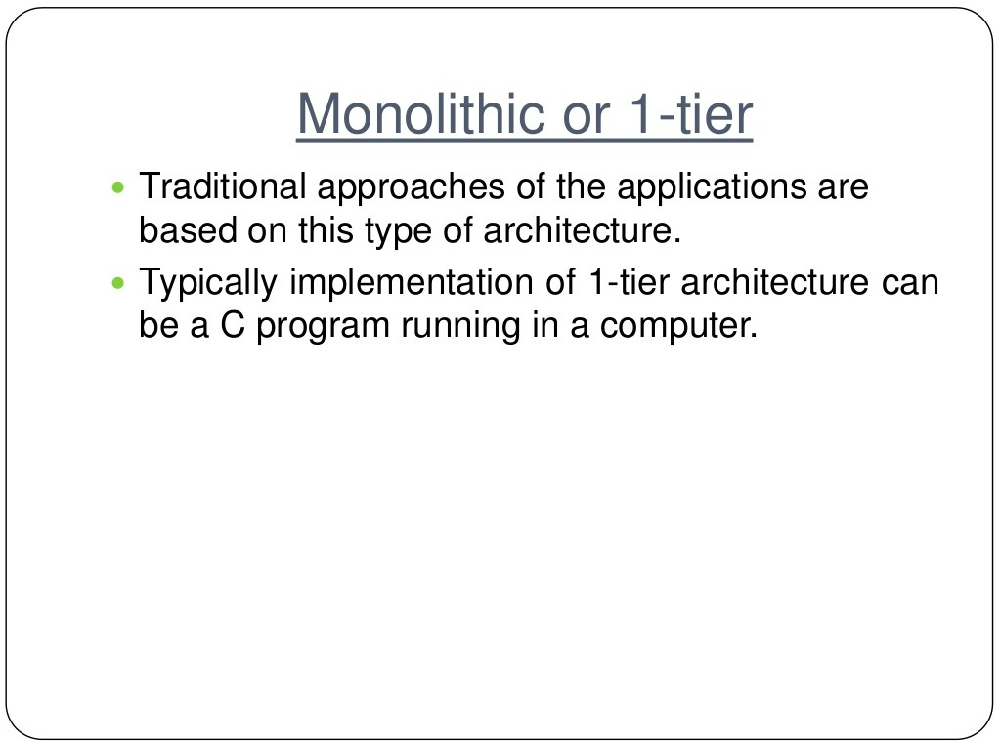 Monolithic or 1-tier
• Traditional approaches of the applications are
based on this type of architecture.
• Typically implementation of 1-tier architecture can
be a C program running in a computer.